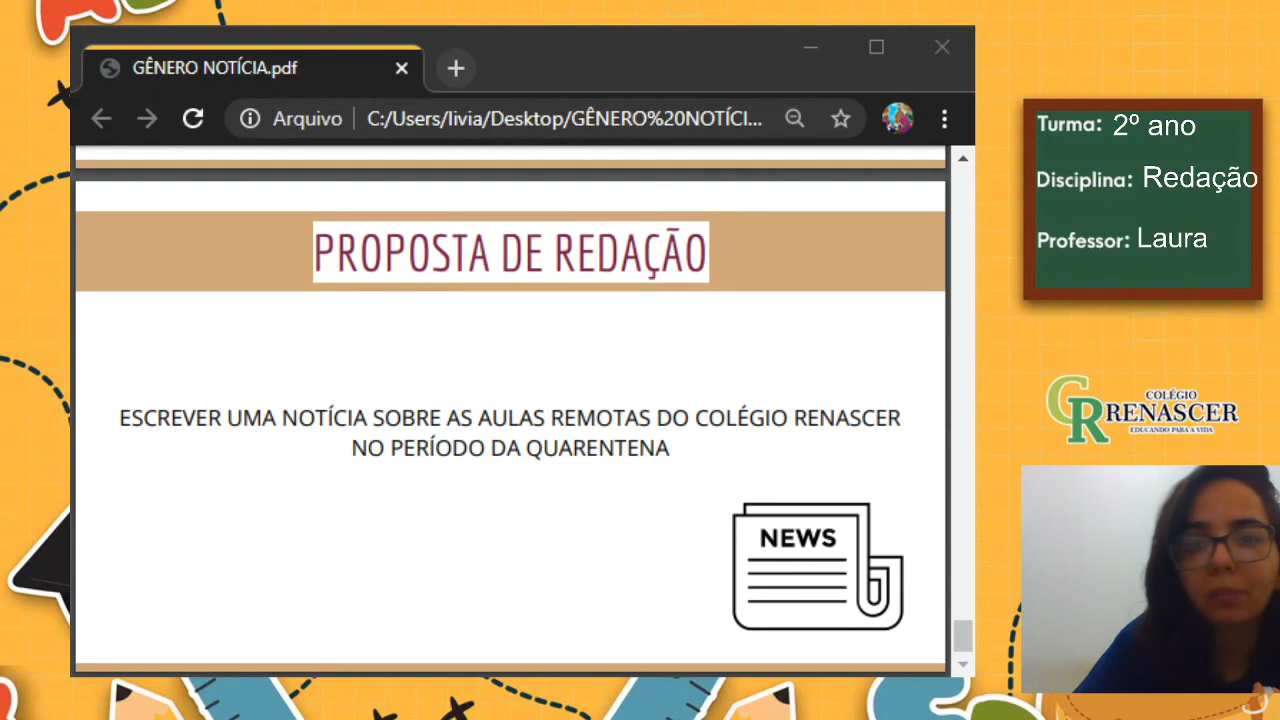 GÊNERO NOTÍCIA.pdf
Arquivo
C:/Users/livia/Desktop/GÊNERO%20NOTÍCI...
PROPOSTA DE REDAÇÃO
ESCREVER UMA NOTÍCIA SOBRE AS AULAS REMOTAS DO COLÉGIO RENASCER
NO PERÍODO DA QUARENTENA
NEWS
Turma: 2º ano
Disciplina: Redação
Professor: Laura
CR
COLÉGIO
RENASCER
EDUCANDO PARA A VIDA